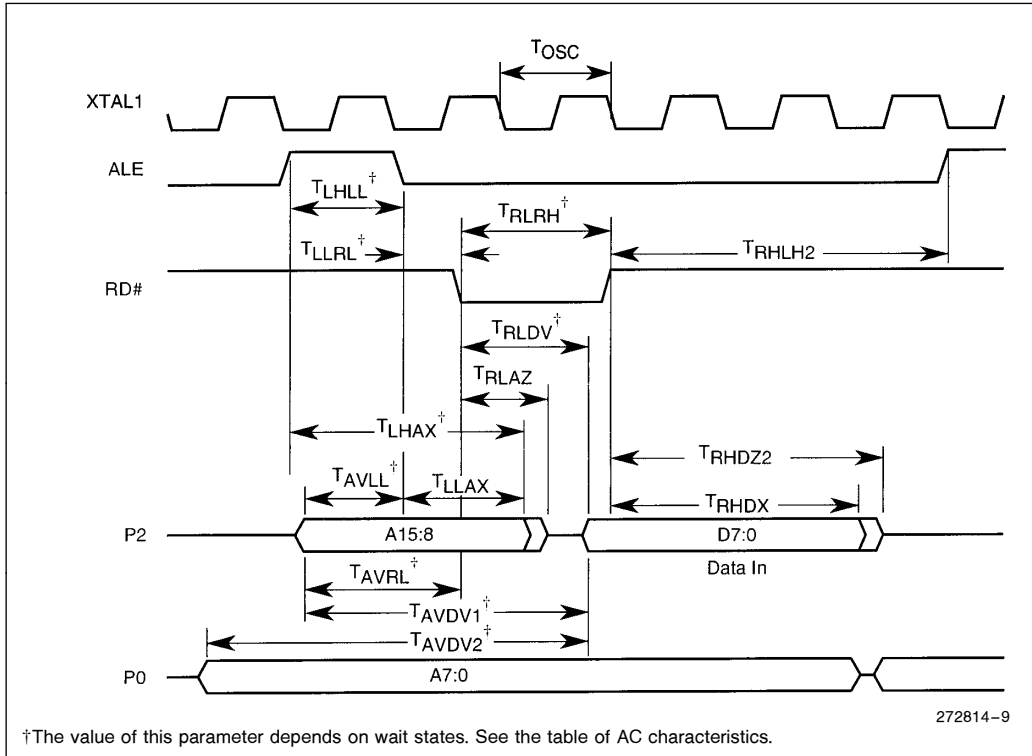 TOSC
XTAL1
ALE
TLHLL†
TRLRH†
TLLRL†
TRHLH2
RD#
TRLDV†
TRLAZ
TLHAX†
TRHDZ2
TAVLL†
TLLAX
TRHDX
P2
A15:8
D7:0
Data In
TAVRL†
TAVDV1†
TAVDV2†
P0
A7:0
272814–9
†The value of this parameter depends on wait states. See the table of AC characteristics.